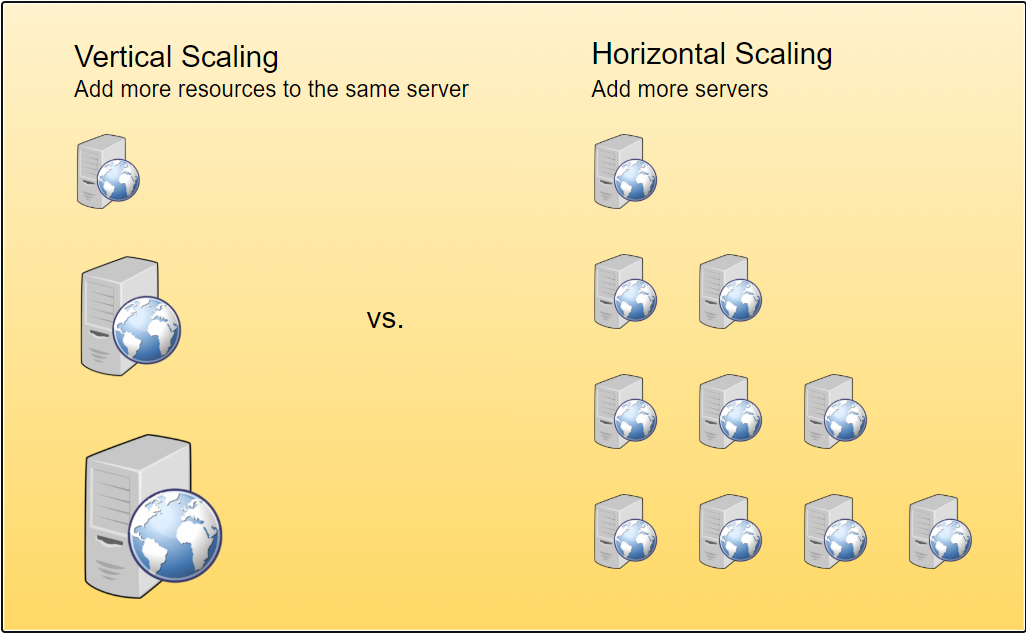 Vertical Scaling
Add more resources to the same server
vs.
Horizontal Scaling
Add more servers